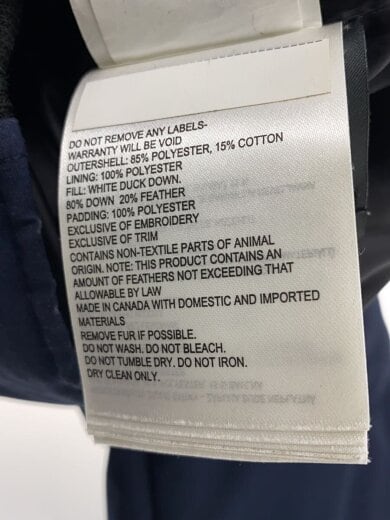 DO NOT REMOVE ANY LABELS-
WARRANTY WILL BE VOID
OUTERSHELL: 85% POLYESTER, 15% COTTON
LINING: 100% POLYESTER
FILL: WHITE DUCK DOWN.
80% DOWN 20% FEATHER
PADDING: 100% POLYESTER
EXCLUSIVE OF EMBROIDERY
EXCLUSIVE OF TRIM
CONTAINS NON-TEXTILE PARTS OF ANIMAL
ORIGIN. NOTE: THIS PRODUCT CONTAINS AN
AMOUNT OF FEATHERS NOT EXCEEDING THAT
ALLOWABLE BY LAW
MADE IN CANADA WITH DOMESTIC AND IMPORTED
MATERIALS
REMOVE FUR IF POSSIBLE.
DO NOT WASH. DO NOT BLEACH.
DO NOT TUMBLE DRY. DO NOT IRON.
DRY CLEAN ONLY.